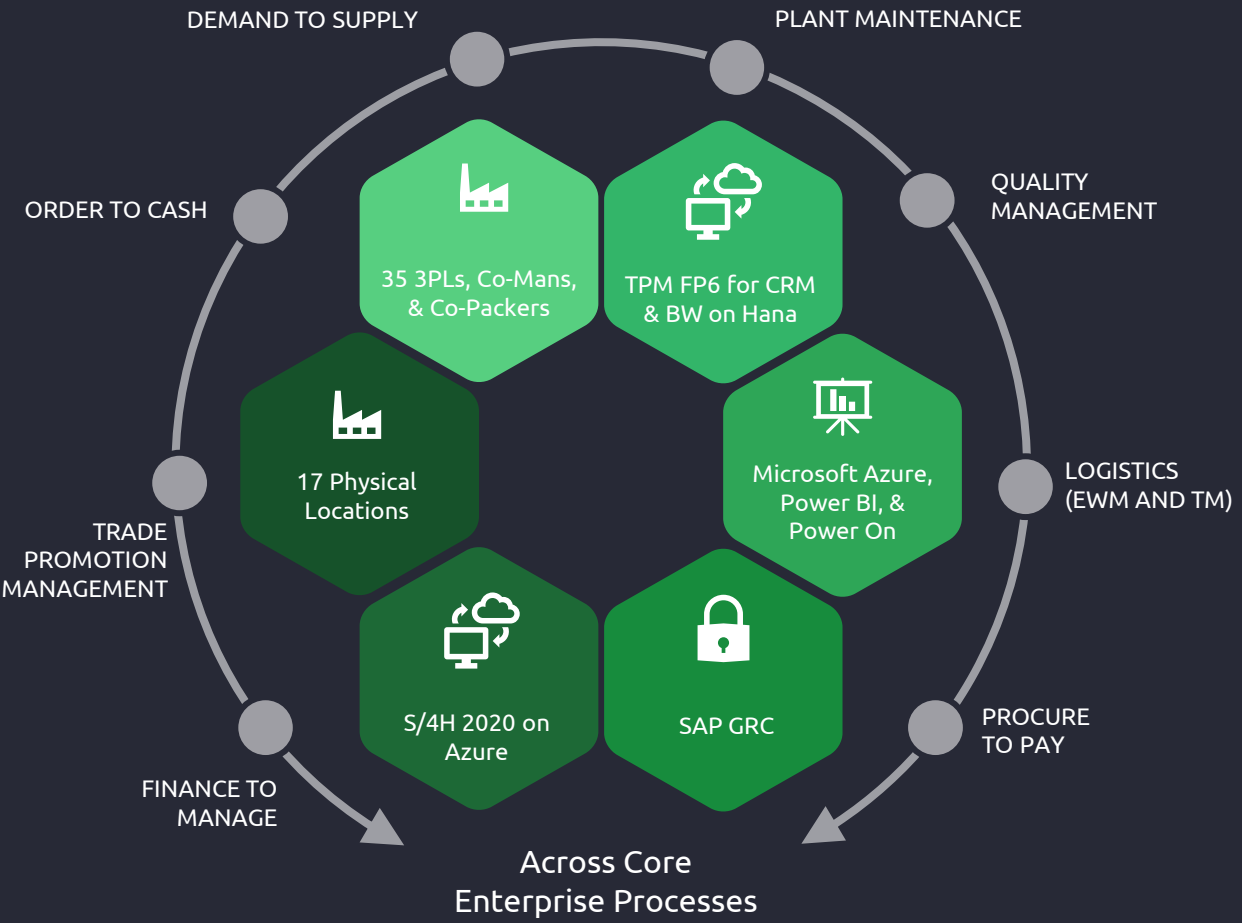 DEMAND TO SUPPLY
PLANT MAINTENANCE
ORDER TO CASH
QUALITY
MANAGEMENT
35 3PLs, Co-Mans,
& Co-Packers
TPM FP6 for CRM
& BW on Hana
17 Physical
Locations
Microsoft Azure,
Power BI, &
Power On
LOGISTICS
(EWM AND TM)
TRADE
PROMOTION
MANAGEMENT
S/4H 2020 on
Azure
SAP GRC
PROCURE
TO PAY
FINANCE TO
MANAGE
Across Core
Enterprise Processes